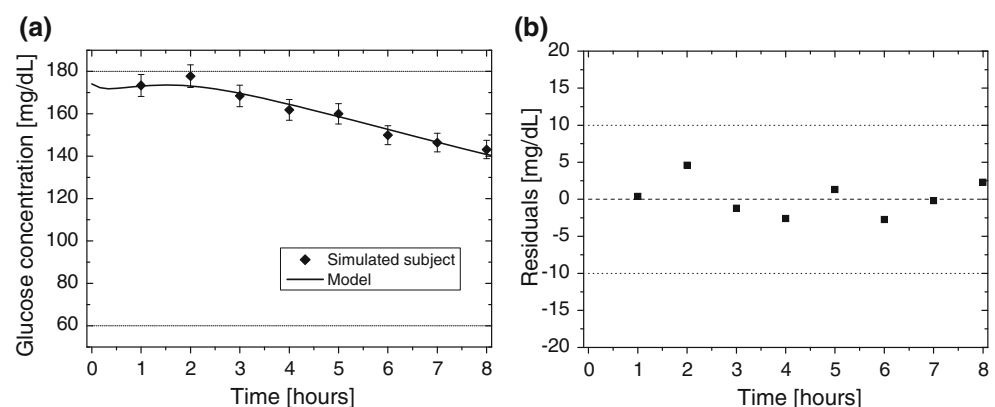 (a)
Glucose concentration [mg/dL]
180
160
140
120
100
80
60
Simulated subject
Model
0 1 2 3 4 5 6 7 8
Time [hours]
(b)
Residuals [mg/dL]
20
15
10
5
0
-5
-10
-15
-20
0 1 2 3 4 5 6 7 8
Time [hours]